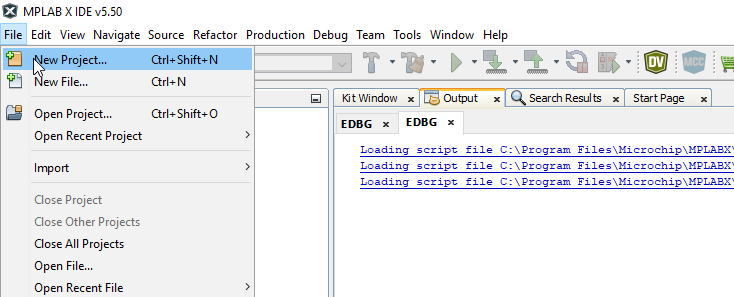 MPLAB X IDE v5.50
File Edit View Navigate Source Refactor Production Debug Team Tools Window Help
New Project... Ctrl+Shift+N
New File... Ctrl+N
Open Project... Ctrl+Shift+O
Open Recent Project
Import
Close Project
Close Other Projects
Close All Projects
Open File...
Open Recent File
DV MCC
Kit Window Output Search Results Start Page
EDBG EDBG
Loading script file C:\Program Files\Microchip\MPLABX\
Loading script file C:\Program Files\Microchip\MPLABX\
Loading script file C:\Program Files\Microchip\MPLABX\